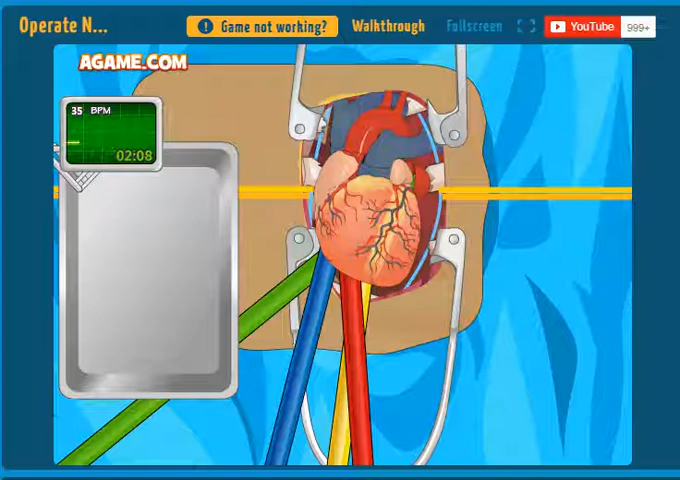 Operate N...
Game not working?
Walkthrough
Fullscreen
YouTube
999+
AGAME.COM
35 BPM
02:08